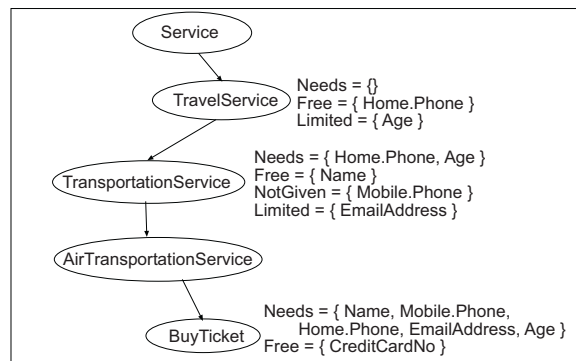 Service
TravelService
Needs = {}
Free = { Home.Phone }
Limited = { Age }
TransportationService
Needs = { Home.Phone, Age }
Free = { Name }
NotGiven = { Mobile.Phone }
Limited = { EmailAddress }
AirTransportationService
BuyTicket
Needs = { Name, Mobile.Phone,
Home.Phone, EmailAddress, Age }
Free = { CreditCardNo }